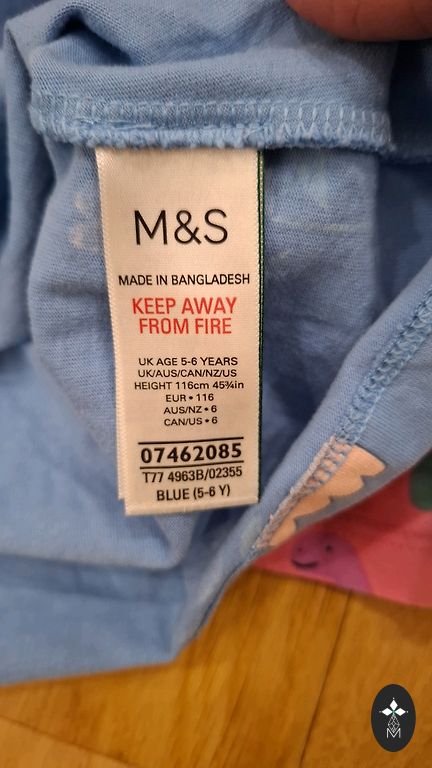 M&S
MADE IN BANGLADESH
KEEP AWAY
FROM FIRE
UK AGE 5-6 YEARS
UK/AUS/CAN/NZ/US
HEIGHT 116cm 45¾in
EUR • 116
AUS/NZ • 6
CAN/US • 6
07462085
T77 4963B/02355
BLUE (5-6 Y)
M